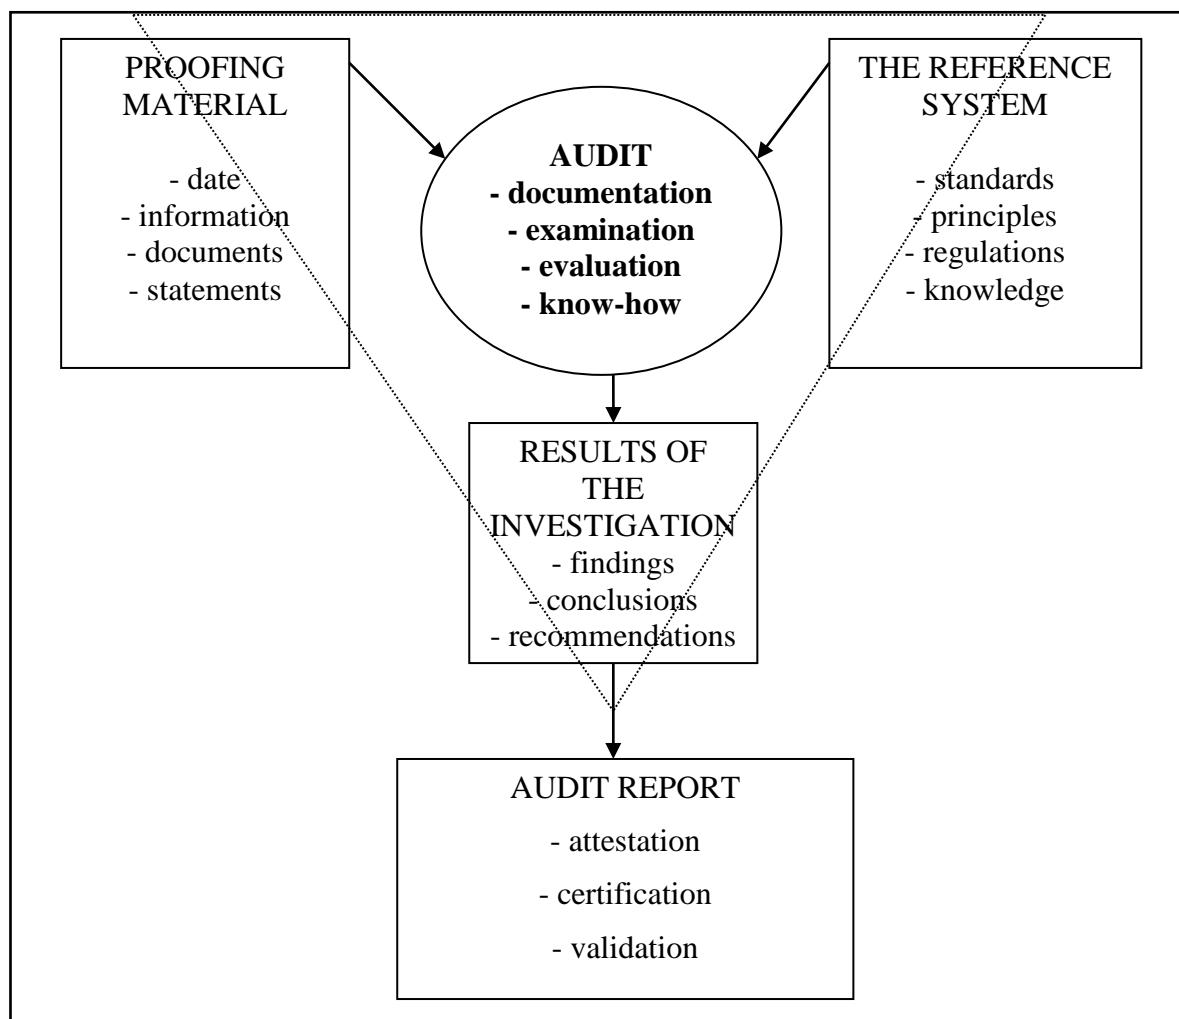 PROOFING
MATERIAL
- date
- information
- documents
- statements
AUDIT
- documentation
- examination
- evaluation
- know-how
THE REFERENCE
SYSTEM
- standards
- principles
- regulations
- knowledge
RESULTS OF
THE
INVESTIGATION
- findings
- conclusions
- recommendations
AUDIT REPORT
- attestation
- certification
- validation